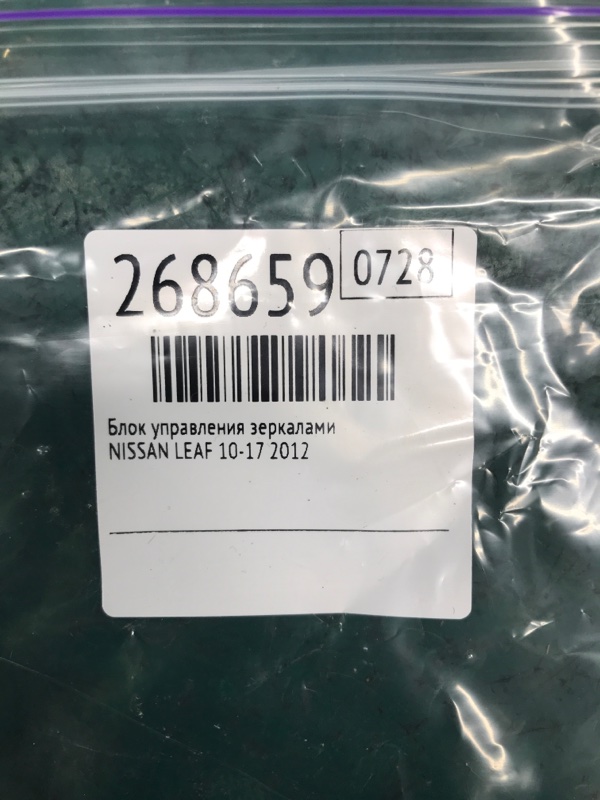 268659
0728
Блок управления зеркалами
NISSAN LEAF 10-17 2012